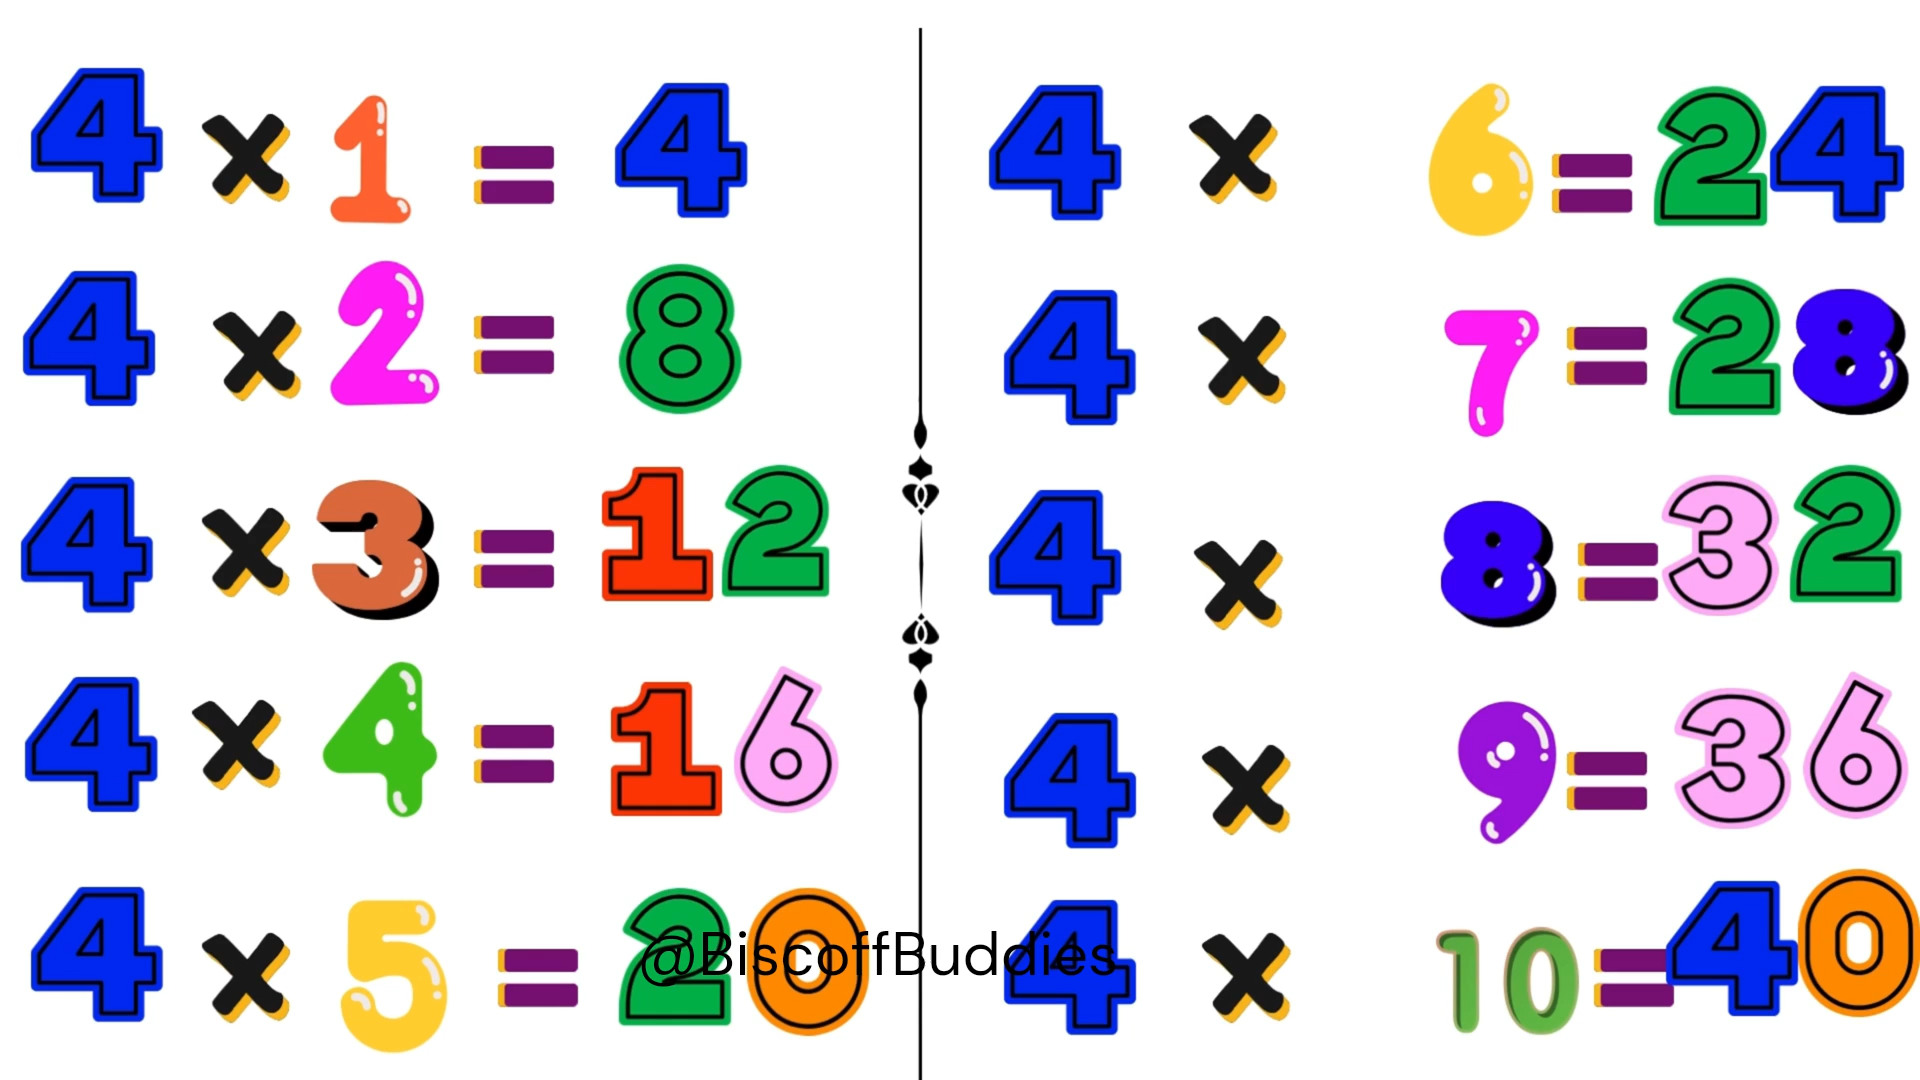 4 × 1 = 4
4 × 2 = 8
4 × 3 = 12
4 × 4 = 16
4 × 5 = 20
4 × 6 = 24
4 × 7 = 28
4 × 8 = 32
4 × 9 = 36
4 × 10 = 40
@BiscoffBuddies